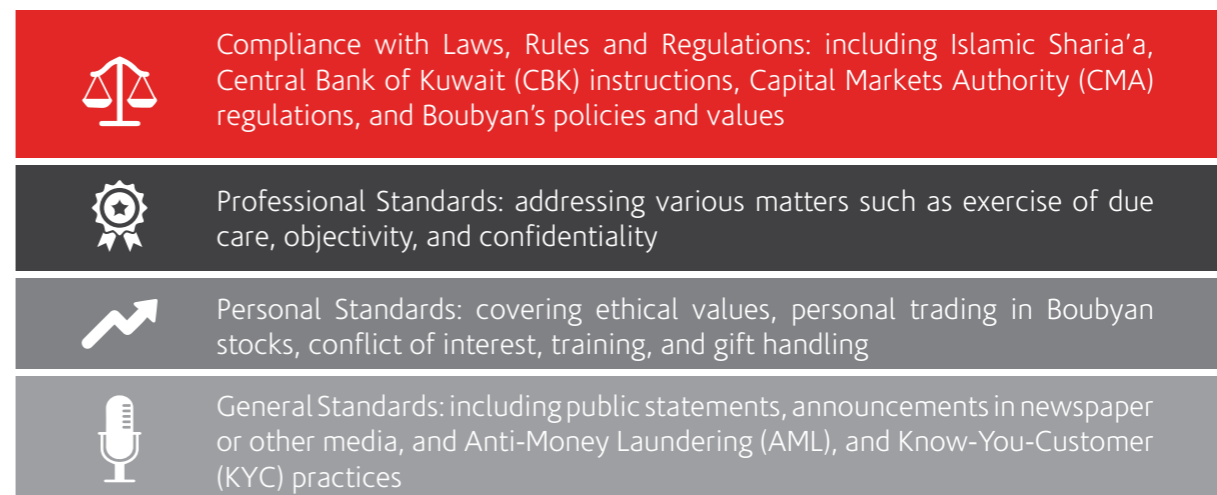 Compliance with Laws, Rules and Regulations: including Islamic Sharia’a,
Central Bank of Kuwait (CBK) instructions, Capital Markets Authority (CMA)
regulations, and Boubyan’s policies and values
Professional Standards: addressing various matters such as exercise of due
care, objectivity, and confidentiality
Personal Standards: covering ethical values, personal trading in Boubyan
stocks, conflict of interest, training, and gift handling
General Standards: including public statements, announcements in newspaper
or other media, and Anti-Money Laundering (AML), and Know-You-Customer
(KYC) practices